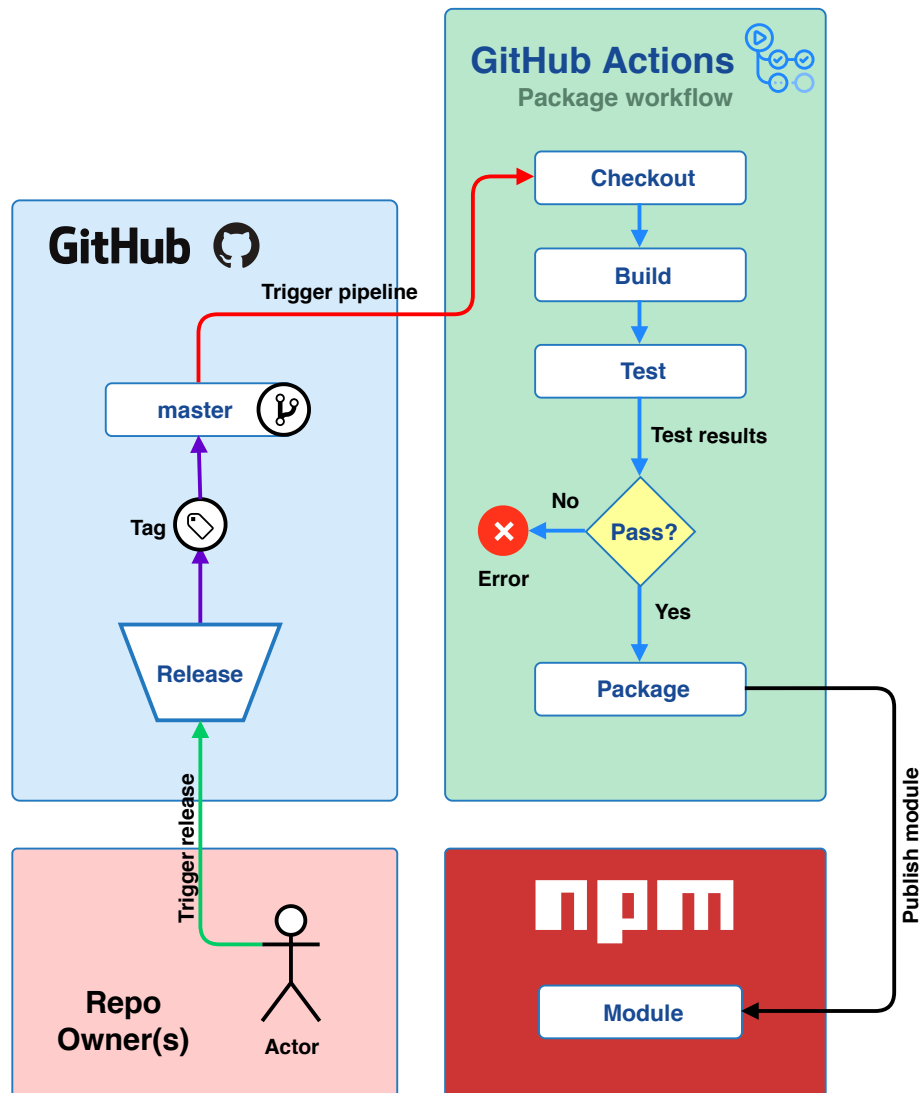 GitHub Actions
Package workflow
Checkout
GitHub
Build
Trigger pipeline
Test
master
Test results
No
Tag
Pass?
Error
Yes
Release
Package
Trigger release
Publish module
npm
Repo
Owner(s)
Actor
Module